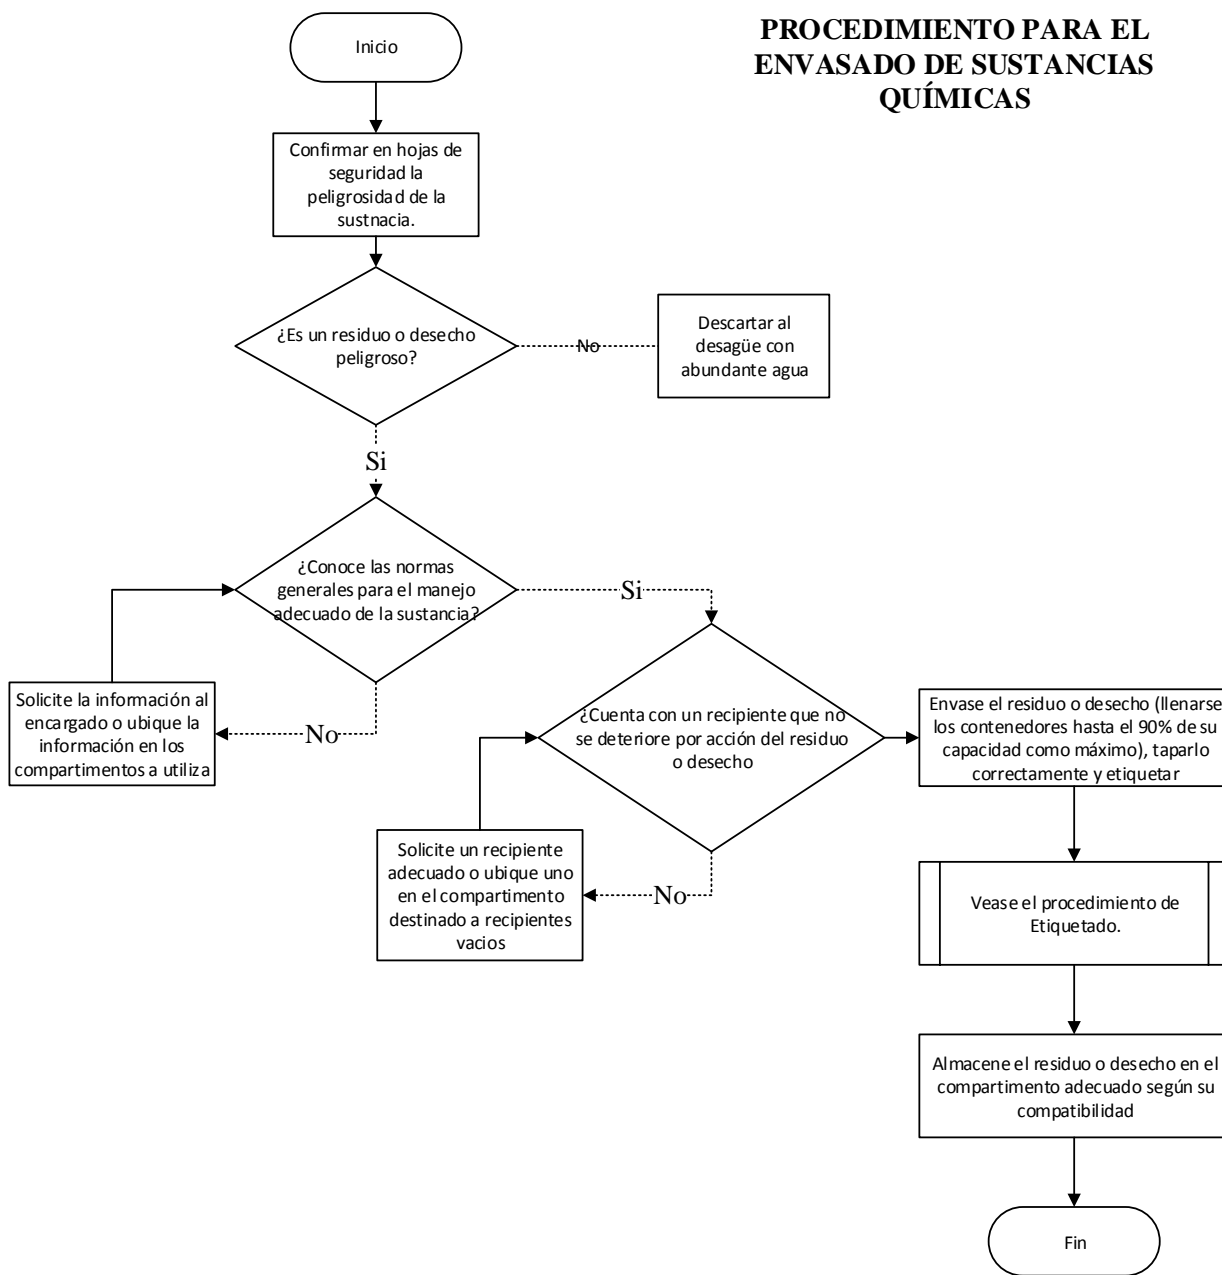 PROCEDIMIENTO PARA EL
ENVASADO DE SUSTANCIAS
QUÍMICAS
Inicio
Confirmar en hojas de
seguridad la
peligrosidad de la
sustnacia.
¿Es un residuo o desecho
peligroso?
No
Descartar al
desagüe con
abundante agua
Si
¿Conoce las normas
generales para el manejo
adecuado de la sustancia?
Si
No
Solicite la información al
encargado o ubique la
información en los
compartimentos a utiliza
¿Cuenta con un recipiente que no
se deteriore por acción del residuo
o desecho
No
Solicite un recipiente
adecuado o ubique uno
en el compartimento
destinado a recipientes
vacios
Envase el residuo o desecho (llenarse
los contenedores hasta el 90% de su
capacidad como máximo), taparlo
correctamente y etiquetar
Vease el procedimiento de
Etiquetado.
Almacene el residuo o desecho en el
compartimento adecuado según su
compatibilidad
Fin